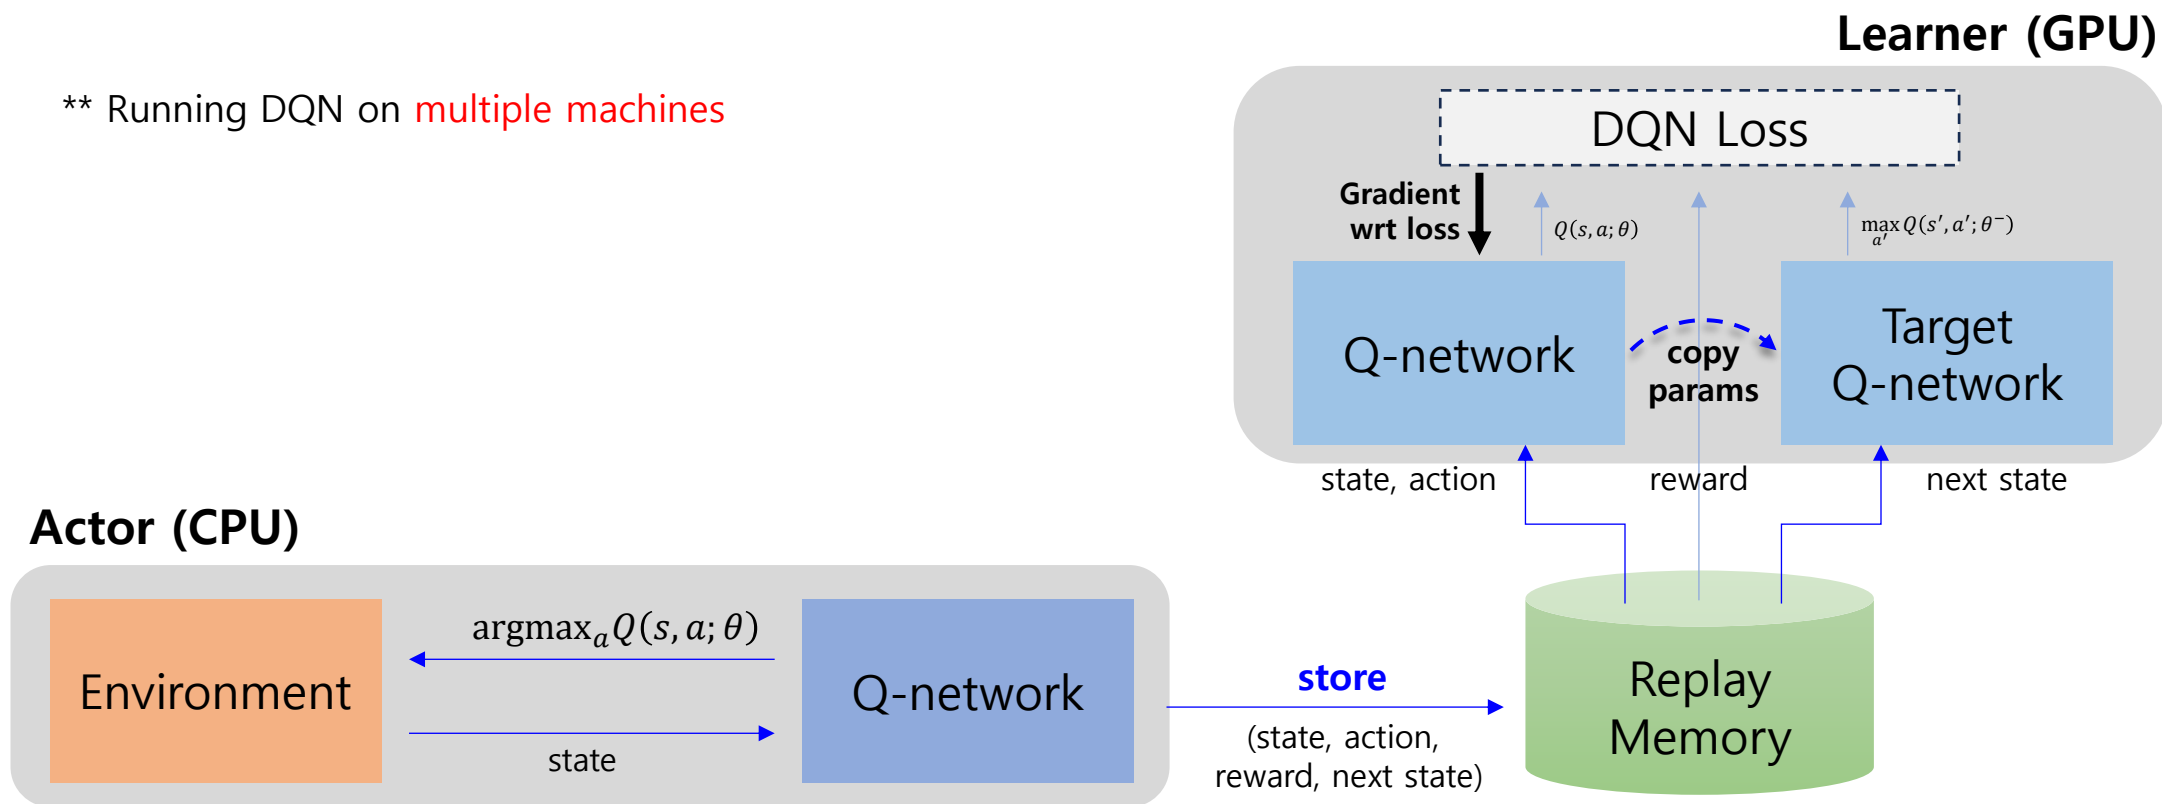 Learner (GPU)
** Running DQN on multiple machines
DQN Loss
Gradient
wrt loss
Q(s, a; θ)
max Q(s′, a′; θ⁻)
a′
Q-network
copy
params
Target
Q-network
state, action
reward
next state
Actor (CPU)
Environment
argmaxₐQ(s, a; θ)
state
Q-network
store
(state, action,
reward, next state)
Replay
Memory